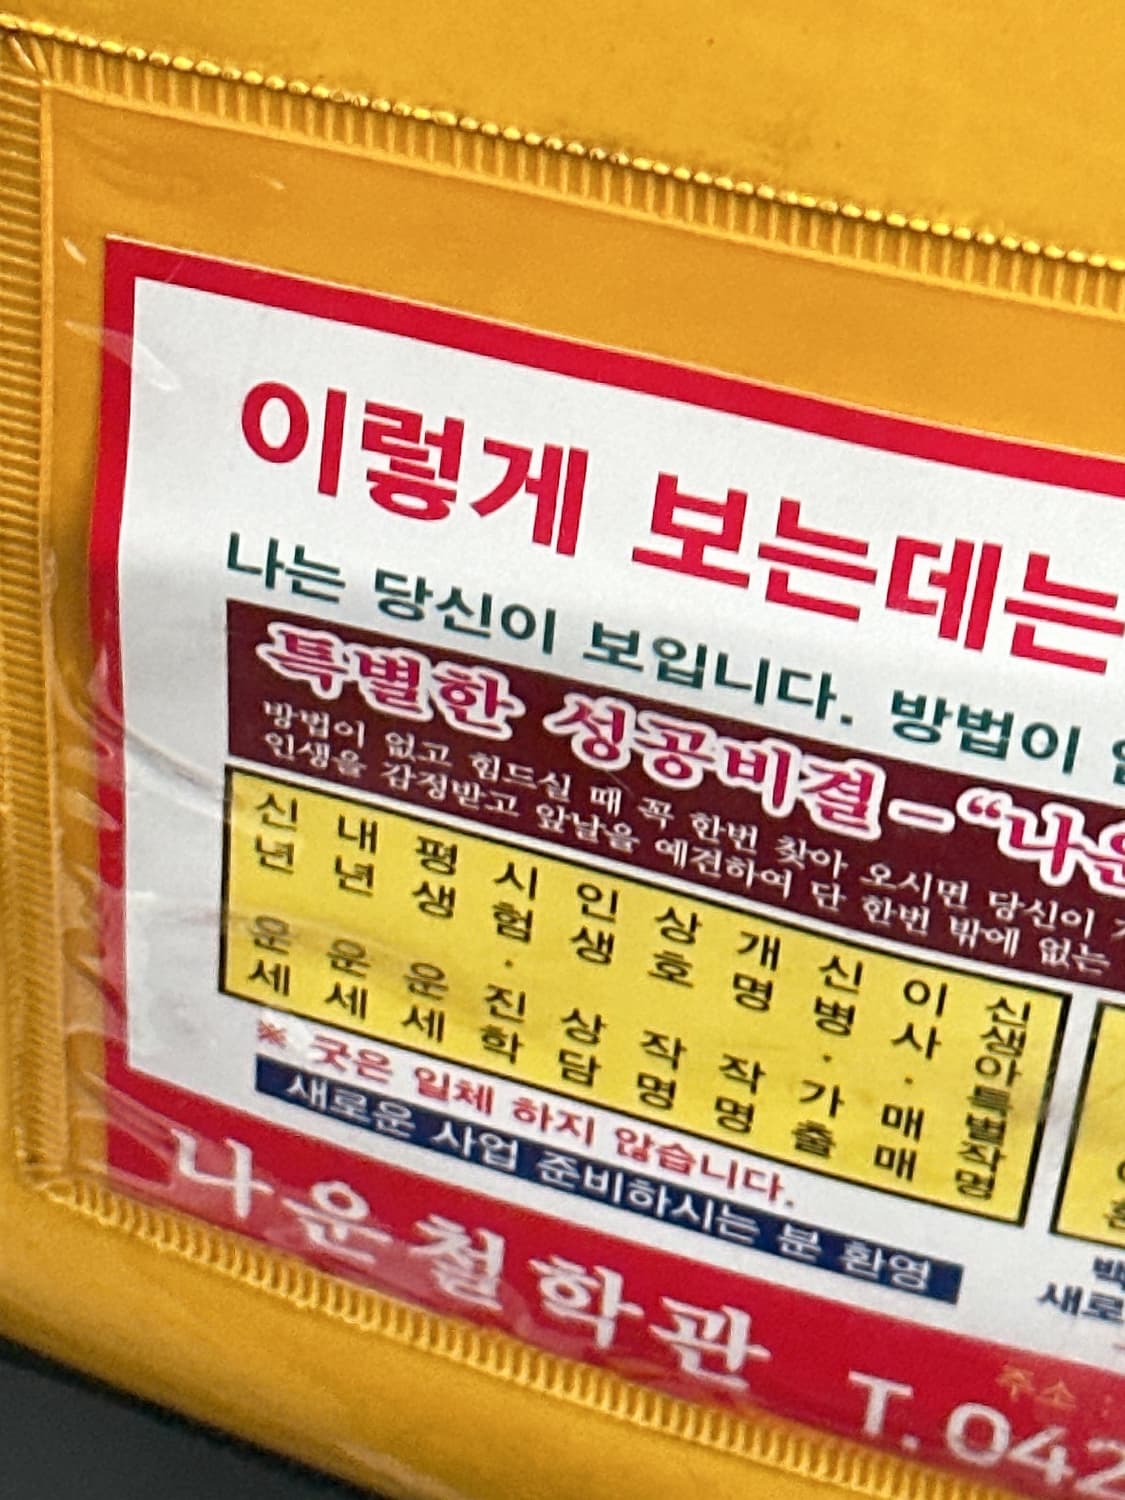 이렇게 보는데는
나는 당신이 보입니다. 방법이
특별한 성공비결 – “나운
방법이 없고 힘드실 때 꼭 한번 찾아 오시면 당신이
인생을 감정받고 앞날을 예견하여 단 한번 밖에 없는
신년 운세
내년 운세
평생 운세
시험·진학
인생 상담
상호 작명
개명 작명
신병·가출
이사·매매
신생아특별작명
※ 굿은 일체 하지 않습니다.
새로운 사업 준비하시는 분 환영
새로
나운철학관
주소 :
T. 042